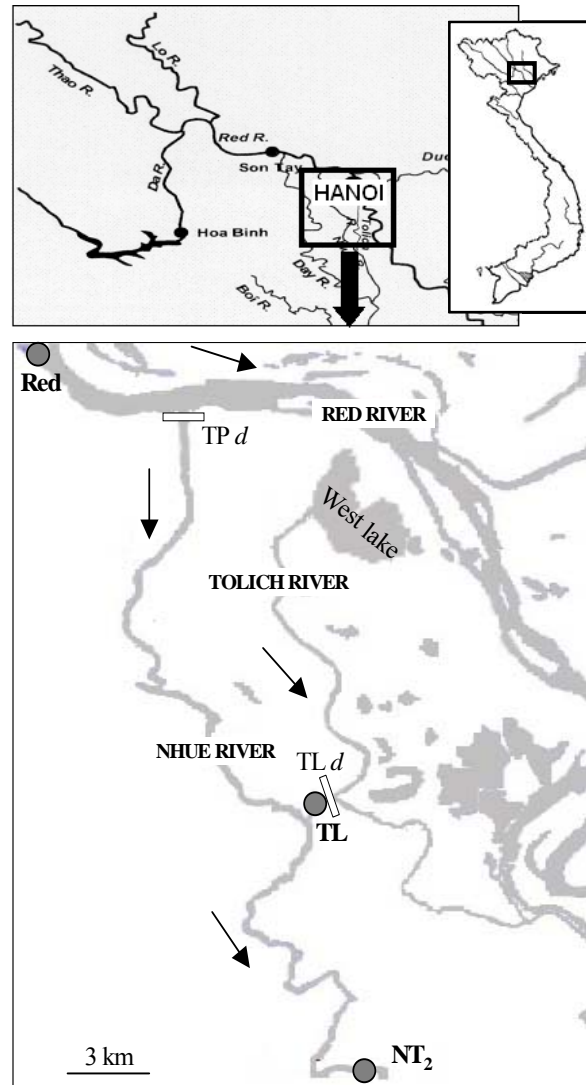 Lo R.
Thao R.
Red R.
Son Tay
Da R.
Hoa Binh
HANOI
Tolich
R.
Day R.
Boi R.
Red
RED RIVER
TP d
West lake
TOLICH RIVER
NHUE RIVER
TL d
TL
3 km
NT₂